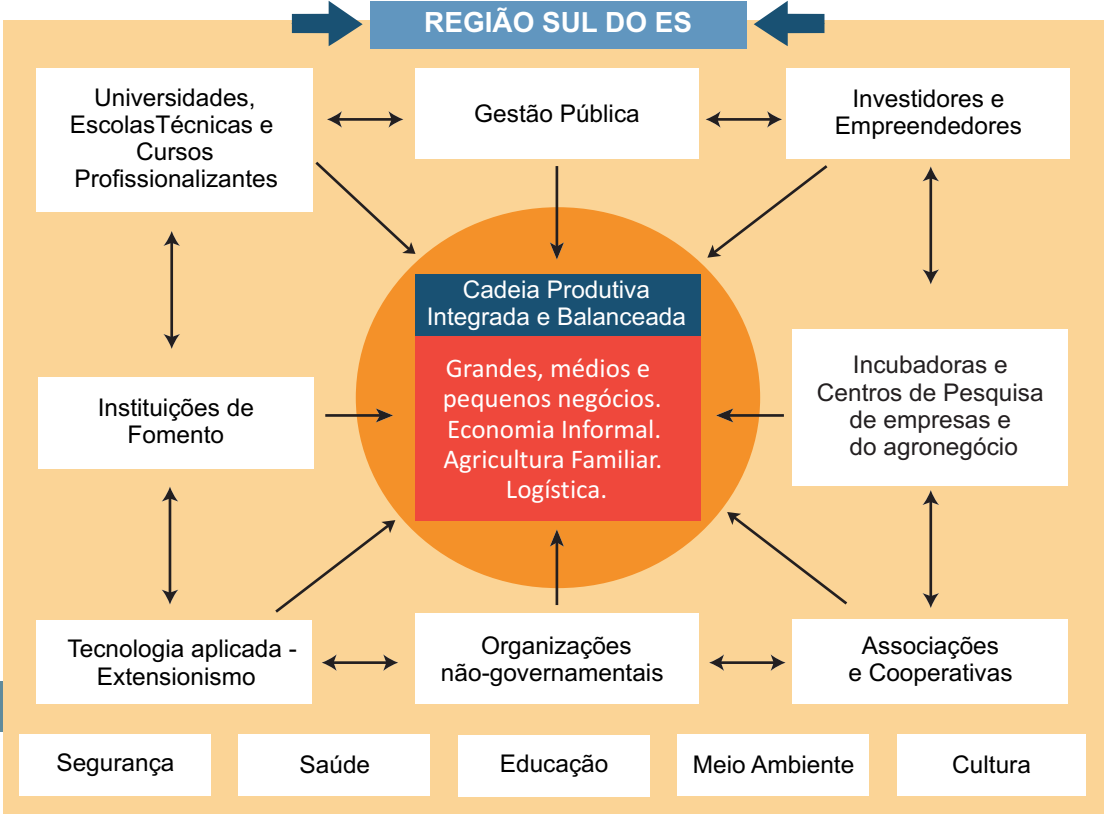 REGIÃO SUL DO ES
Universidades,
EscolasTécnicas e
Cursos
Profissionalizantes
Gestão Pública
Investidores e
Empreendedores
Cadeia Produtiva
Integrada e Balanceada
Grandes, médios e
pequenos negócios.
Economia Informal.
Agricultura Familiar.
Logística.
Instituições de
Fomento
Incubadoras e
Centros de Pesquisa
de empresas e
do agronegócio
Tecnologia aplicada -
Extensionismo
Organizações
não-governamentais
Associações
e Cooperativas
Segurança
Saúde
Educação
Meio Ambiente
Cultura